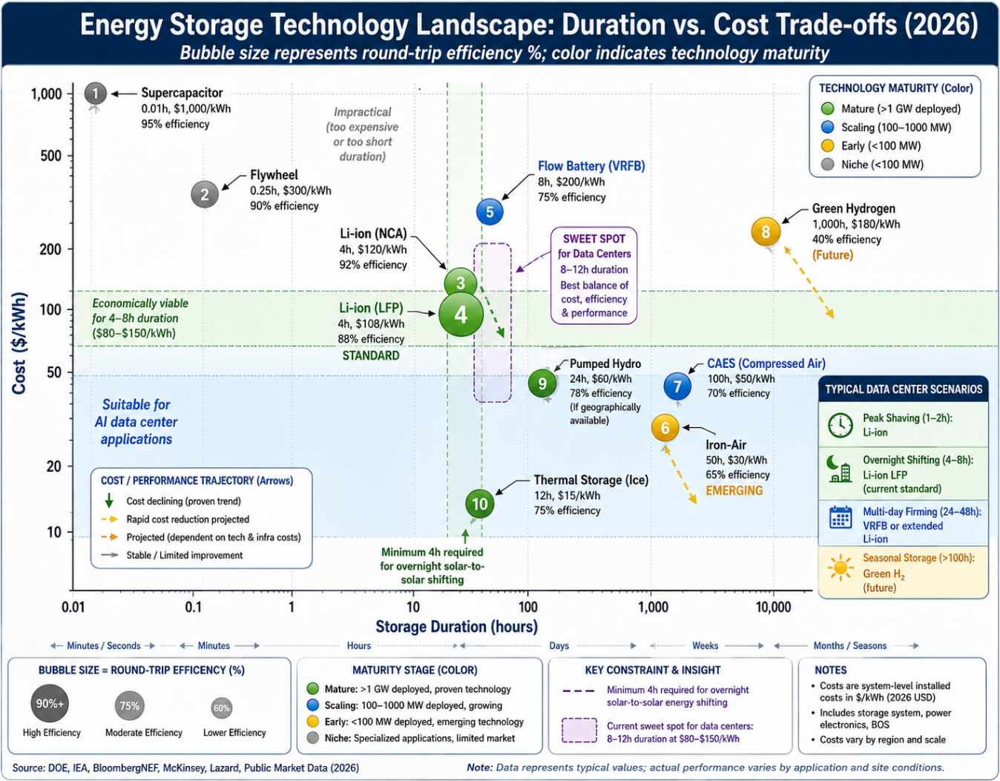 Energy Storage Technology Landscape: Duration vs. Cost Trade-offs (2026)
Bubble size represents round-trip efficiency %; color indicates technology maturity
Cost ($/kWh)
1,000
500
200
100
50
20
10
1
Supercapacitor
0.01h, $1,000/kWh
95% efficiency
2
Flywheel
0.25h, $300/kWh
90% efficiency
Impractical
(too expensive
or too short
duration)
Flow Battery (VRFB)
8h, $200/kWh
75% efficiency
5
Li-ion (NCA)
4h, $120/kWh
92% efficiency
3
Li-ion (LFP)
4h, $108/kWh
88% efficiency
STANDARD
4
SWEET SPOT
for Data Centers
8–12h duration
Best balance of
cost, efficiency
& performance
TECHNOLOGY MATURITY (Color)
Mature (>1 GW deployed)
Scaling (100–1000 MW)
Early (<100 MW)
Niche (<100 MW)
8
Green Hydrogen
1,000h, $180/kWh
40% efficiency
(Future)
Economically viable
for 4–8h duration
($80–$150/kWh)
Suitable for
AI data center
applications
9
Pumped Hydro
24h, $60/kWh
78% efficiency
(If geographically
available)
7
CAES (Compressed Air)
100h, $50/kWh
70% efficiency
6
Iron-Air
50h, $30/kWh
65% efficiency
EMERGING
10
Thermal Storage (Ice)
12h, $15/kWh
75% efficiency
Minimum 4h required
for overnight solar-to-
solar shifting
COST / PERFORMANCE TRAJECTORY (Arrows)
Cost declining (proven trend)
Rapid cost reduction projected
Projected (dependent on tech & infra costs)
Stable / Limited improvement
TYPICAL DATA CENTER SCENARIOS
Peak Shaving (1–2h):
Li-ion
Overnight Shifting (4–8h):
Li-ion LFP
(current standard)
Multi-day Firming (24–48h):
VRFB or extended
Li-ion
Seasonal Storage (>100h):
Green H₂
(future)
0.01
0.1
1
10
100
1,000
10,000
Storage Duration (hours)
Minutes / Seconds
Minutes
Hours
Days
Weeks
Months / Seasons
BUBBLE SIZE = ROUND-TRIP EFFICENCY (%)
90%+
75%
60%
High Efficiency
Moderate Efficiency
Lower Efficiency
MATURITY STAGE (COLOR)
Mature: >1 GW deployed, proven technology
Scaling: 100–1000 MW deployed, growing
Early: <100 MW deployed, emerging technology
Niche: Specialized applications, limited market
KEY CONSTRAINT & INSIGHT
Minimum 4h required for overnight
solar-to-solar energy shifting
Current sweet spot for data centers:
8–12h duration at $80–$150/kWh
NOTES
• Costs are system-level installed
costs in $/kWh (2026 USD)
• Includes storage system, power
electronics, BOS
• Costs vary by region and scale
Source: DOE, IEA, BloombergNEF, McKinsey, Lazard, Public Market Data (2026)
Note: Data represents typical values; actual performance varies by application and site conditions.